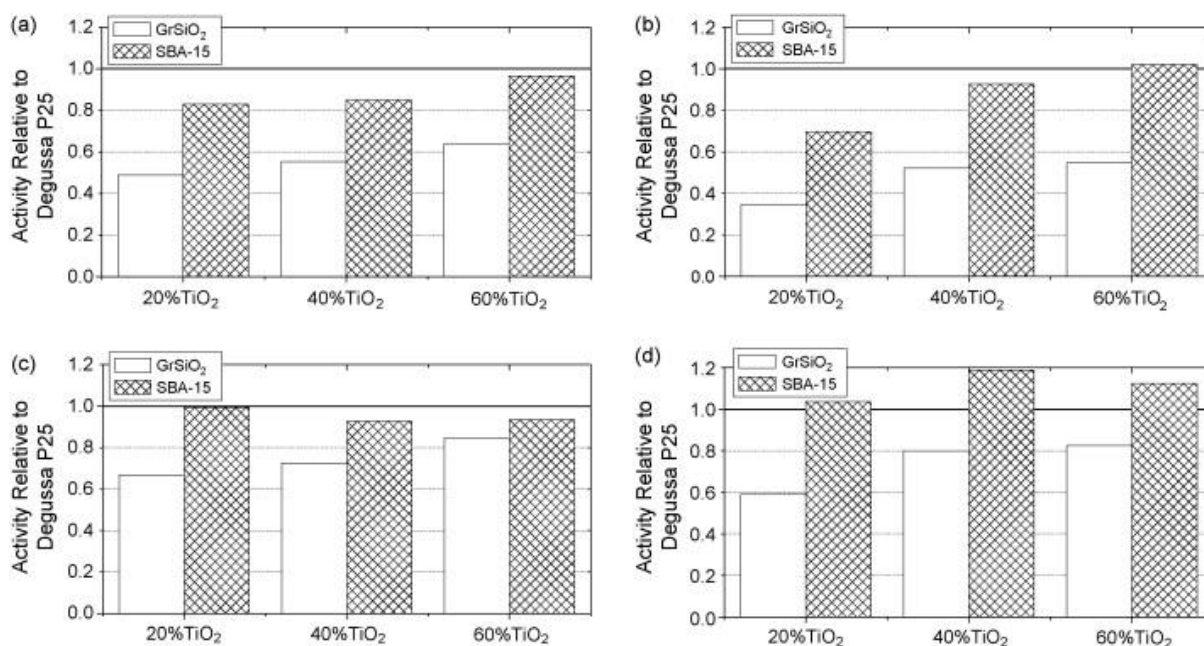 (a)
GrSiO₂
SBA-15
Activity Relative to
Degussa P25
1.2
1.0
0.8
0.6
0.4
0.2
0.0
20%TiO₂ 40%TiO₂ 60%TiO₂
(b)
GrSiO₂
SBA-15
Activity Relative to
Degussa P25
1.2
1.0
0.8
0.6
0.4
0.2
0.0
20%TiO₂ 40%TiO₂ 60%TiO₂
(c)
GrSiO₂
SBA-15
Activity Relative to
Degussa P25
1.2
1.0
0.8
0.6
0.4
0.2
0.0
20%TiO₂ 40%TiO₂ 60%TiO₂
(d)
GrSiO₂
SBA-15
Activity Relative to
Degussa P25
1.2
1.0
0.8
0.6
0.4
0.2
0.0
20%TiO₂ 40%TiO₂ 60%TiO₂